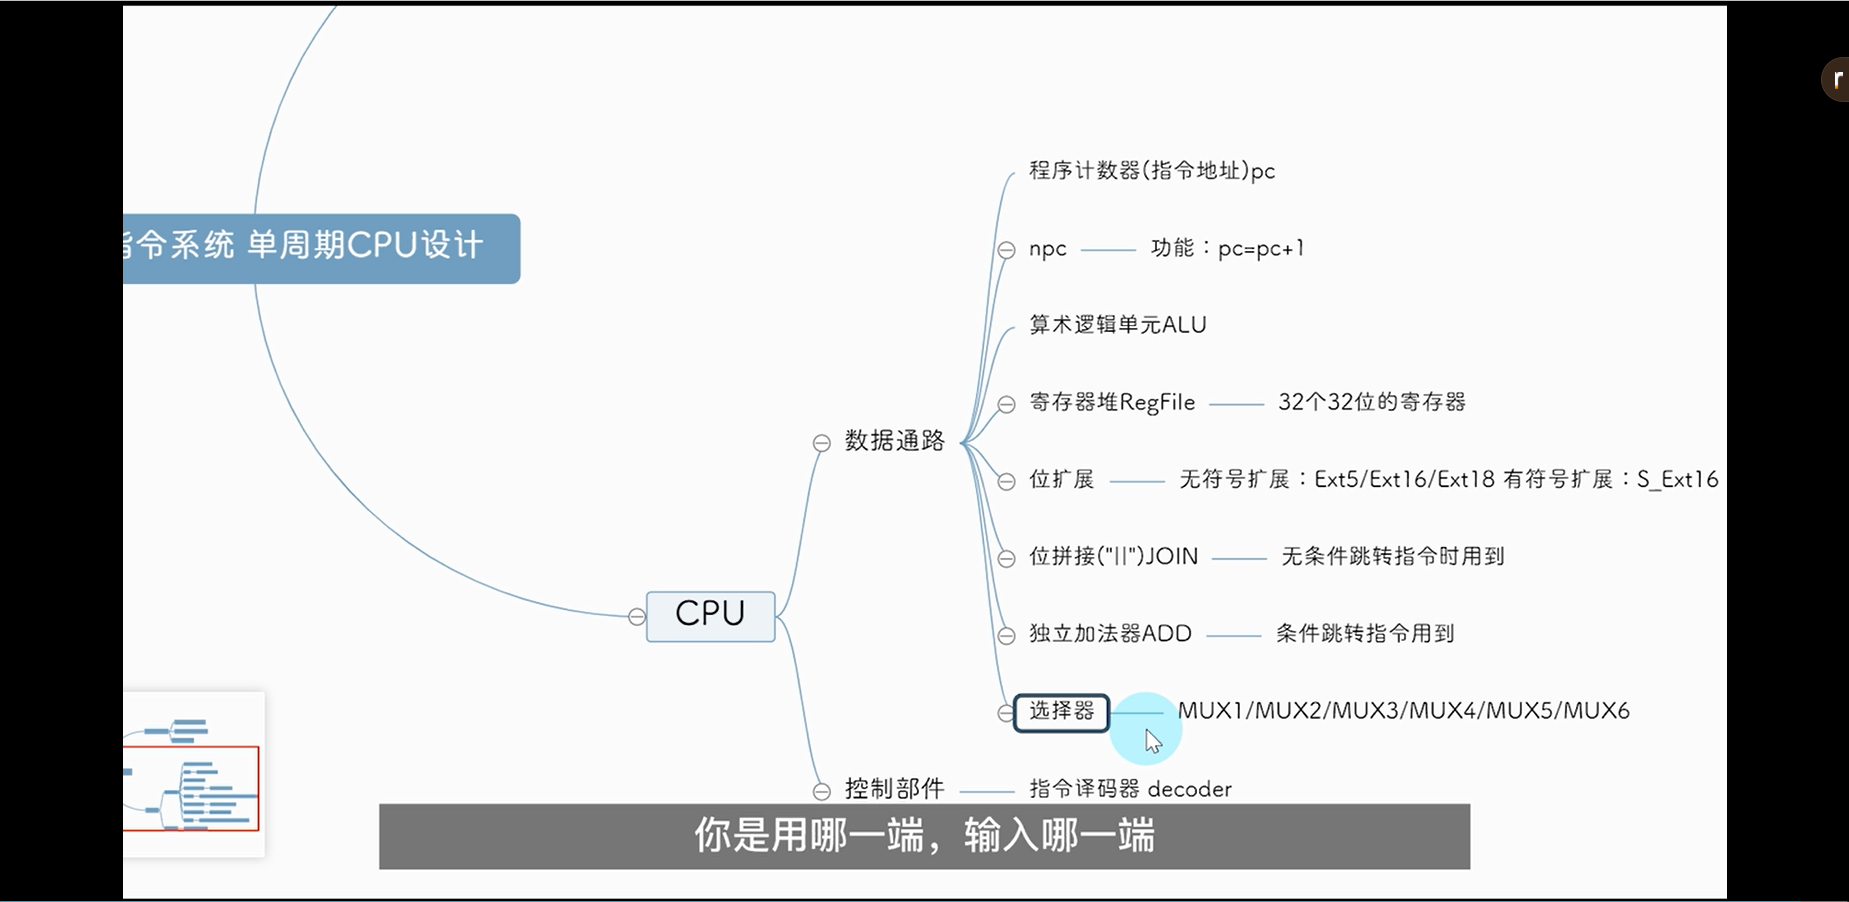 程序计数器(指令地址)pc
指令系统 单周期CPU设计
npc 功能：pc=pc+1
算术逻辑单元ALU
寄存器堆RegFile 32个32位的寄存器
数据通路
位扩展 无符号扩展：Ext5/Ext16/Ext18 有符号扩展：S_Ext16
位拼接("||")JOIN 无条件跳转指令时用到
CPU
独立加法器ADD 条件跳转指令用到
选择器 MUX1/MUX2/MUX3/MUX4/MUX5/MUX6
控制部件 指令译码器 decoder
你是用哪一端，输入哪一端